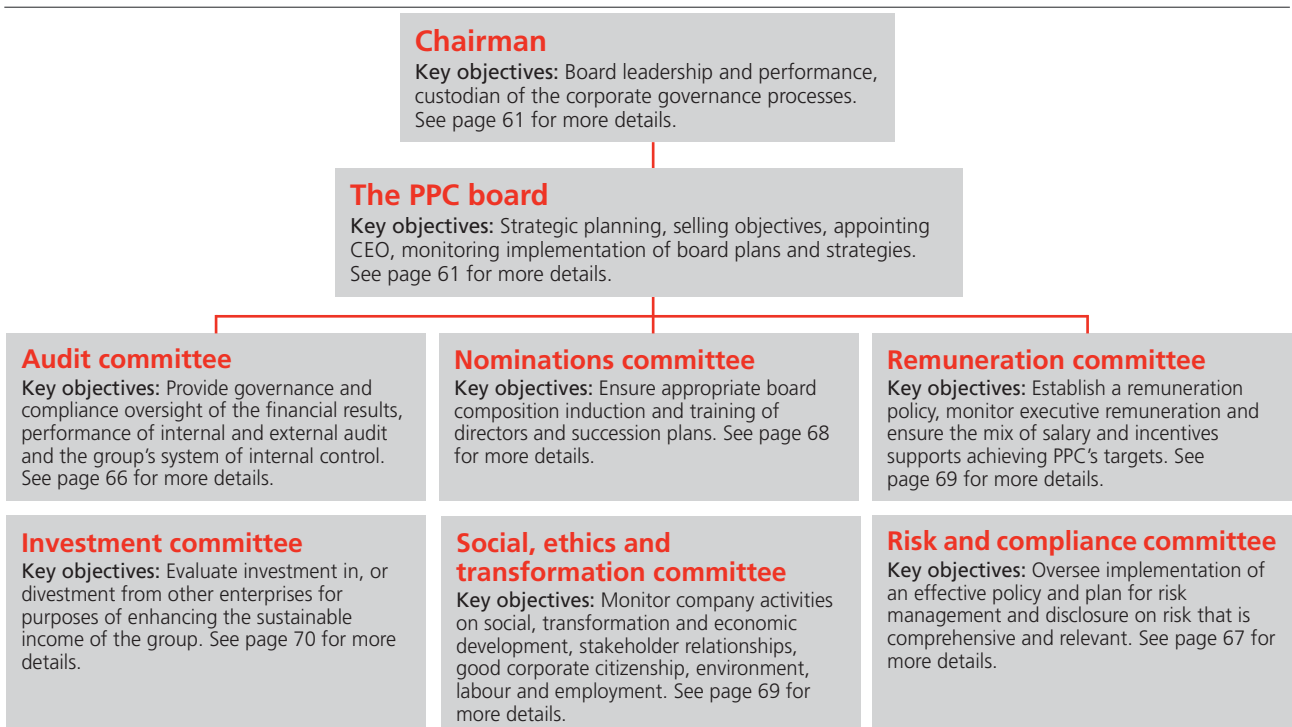 Chairman
Key objectives: Board leadership and performance,
custodian of the corporate governance processes.
See page 61 for more details.
The PPC board
Key objectives: Strategic planning, selling objectives, appointing
CEO, monitoring implementation of board plans and strategies.
See page 61 for more details.
Audit committee
Key objectives: Provide governance and
compliance oversight of the financial results,
performance of internal and external audit
and the group’s system of internal control.
See page 66 for more details.
Nominations committee
Key objectives: Ensure appropriate board
composition induction and training of
directors and succession plans. See page 68
for more details.
Remuneration committee
Key objectives: Establish a remuneration
policy, monitor executive remuneration and
ensure the mix of salary and incentives
supports achieving PPC’s targets. See
page 69 for more details.
Investment committee
Key objectives: Evaluate investment in, or
divestment from other enterprises for
purposes of enhancing the sustainable
income of the group. See page 70 for more
details.
Social, ethics and
transformation committee
Key objectives: Monitor company activities
on social, transformation and economic
development, stakeholder relationships,
good corporate citizenship, environment,
labour and employment. See page 69 for
more details.
Risk and compliance committee
Key objectives: Oversee implementation of
an effective policy and plan for risk
management and disclosure on risk that is
comprehensive and relevant. See page 67 for
more details.